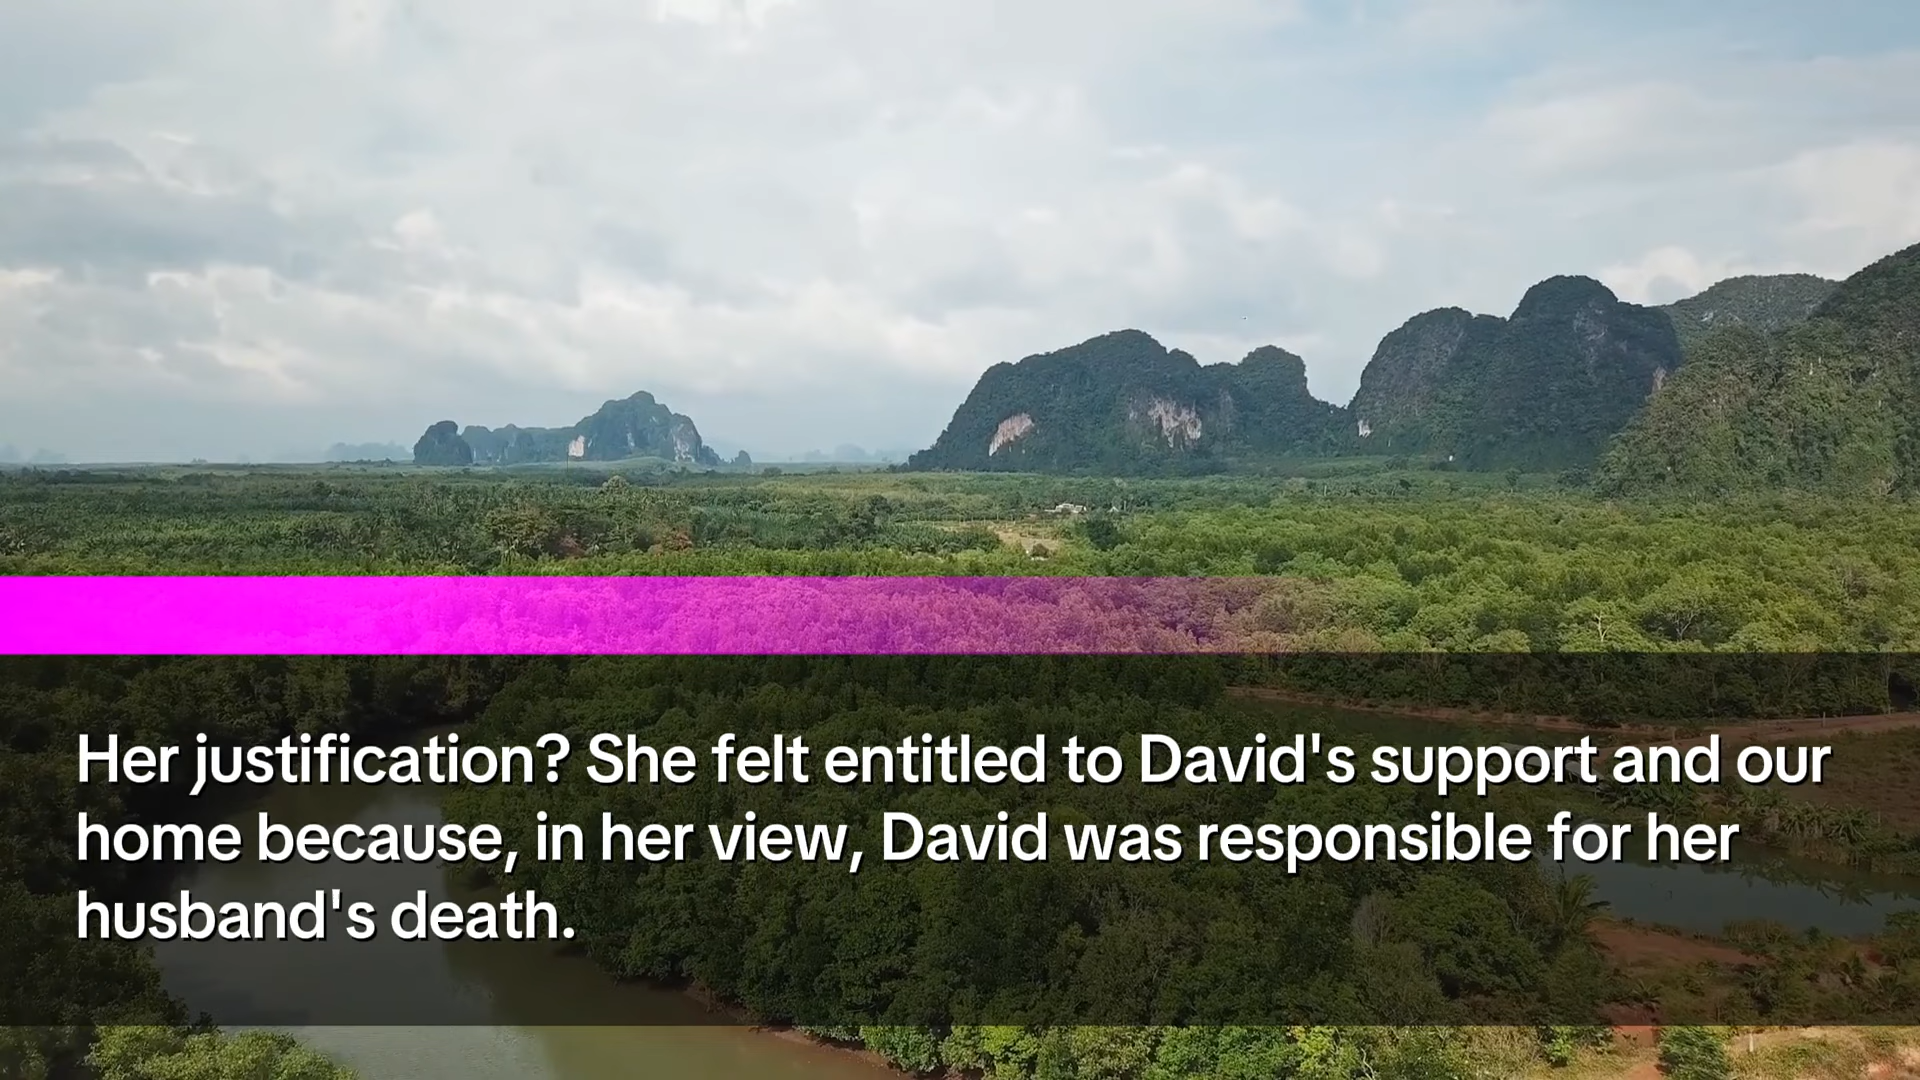 Her justification? She felt entitled to David's support and our
home because, in her view, David was responsible for her
husband's death.